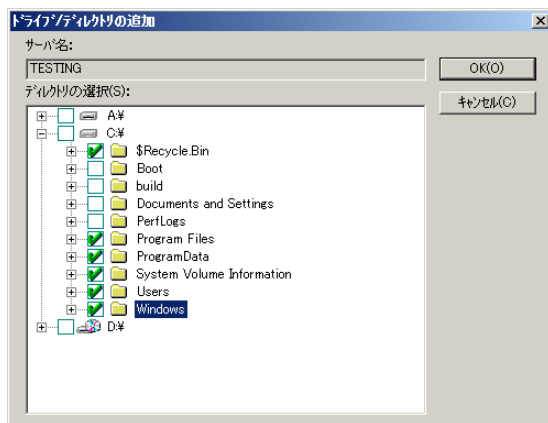 ﾄﾞﾗｲﾌﾞ/ﾃﾞｨﾚｸﾄﾘの追加
サーバ名:
TESTING
OK(O)
ﾃﾞｨﾚｸﾄﾘの選択(S):
ｷｬﾝｾﾙ(C)
A:¥
C:¥
$Recycle.Bin
Boot
build
Documents and Settings
PerfLogs
Program Files
ProgramData
System Volume Information
Users
Windows
D:¥